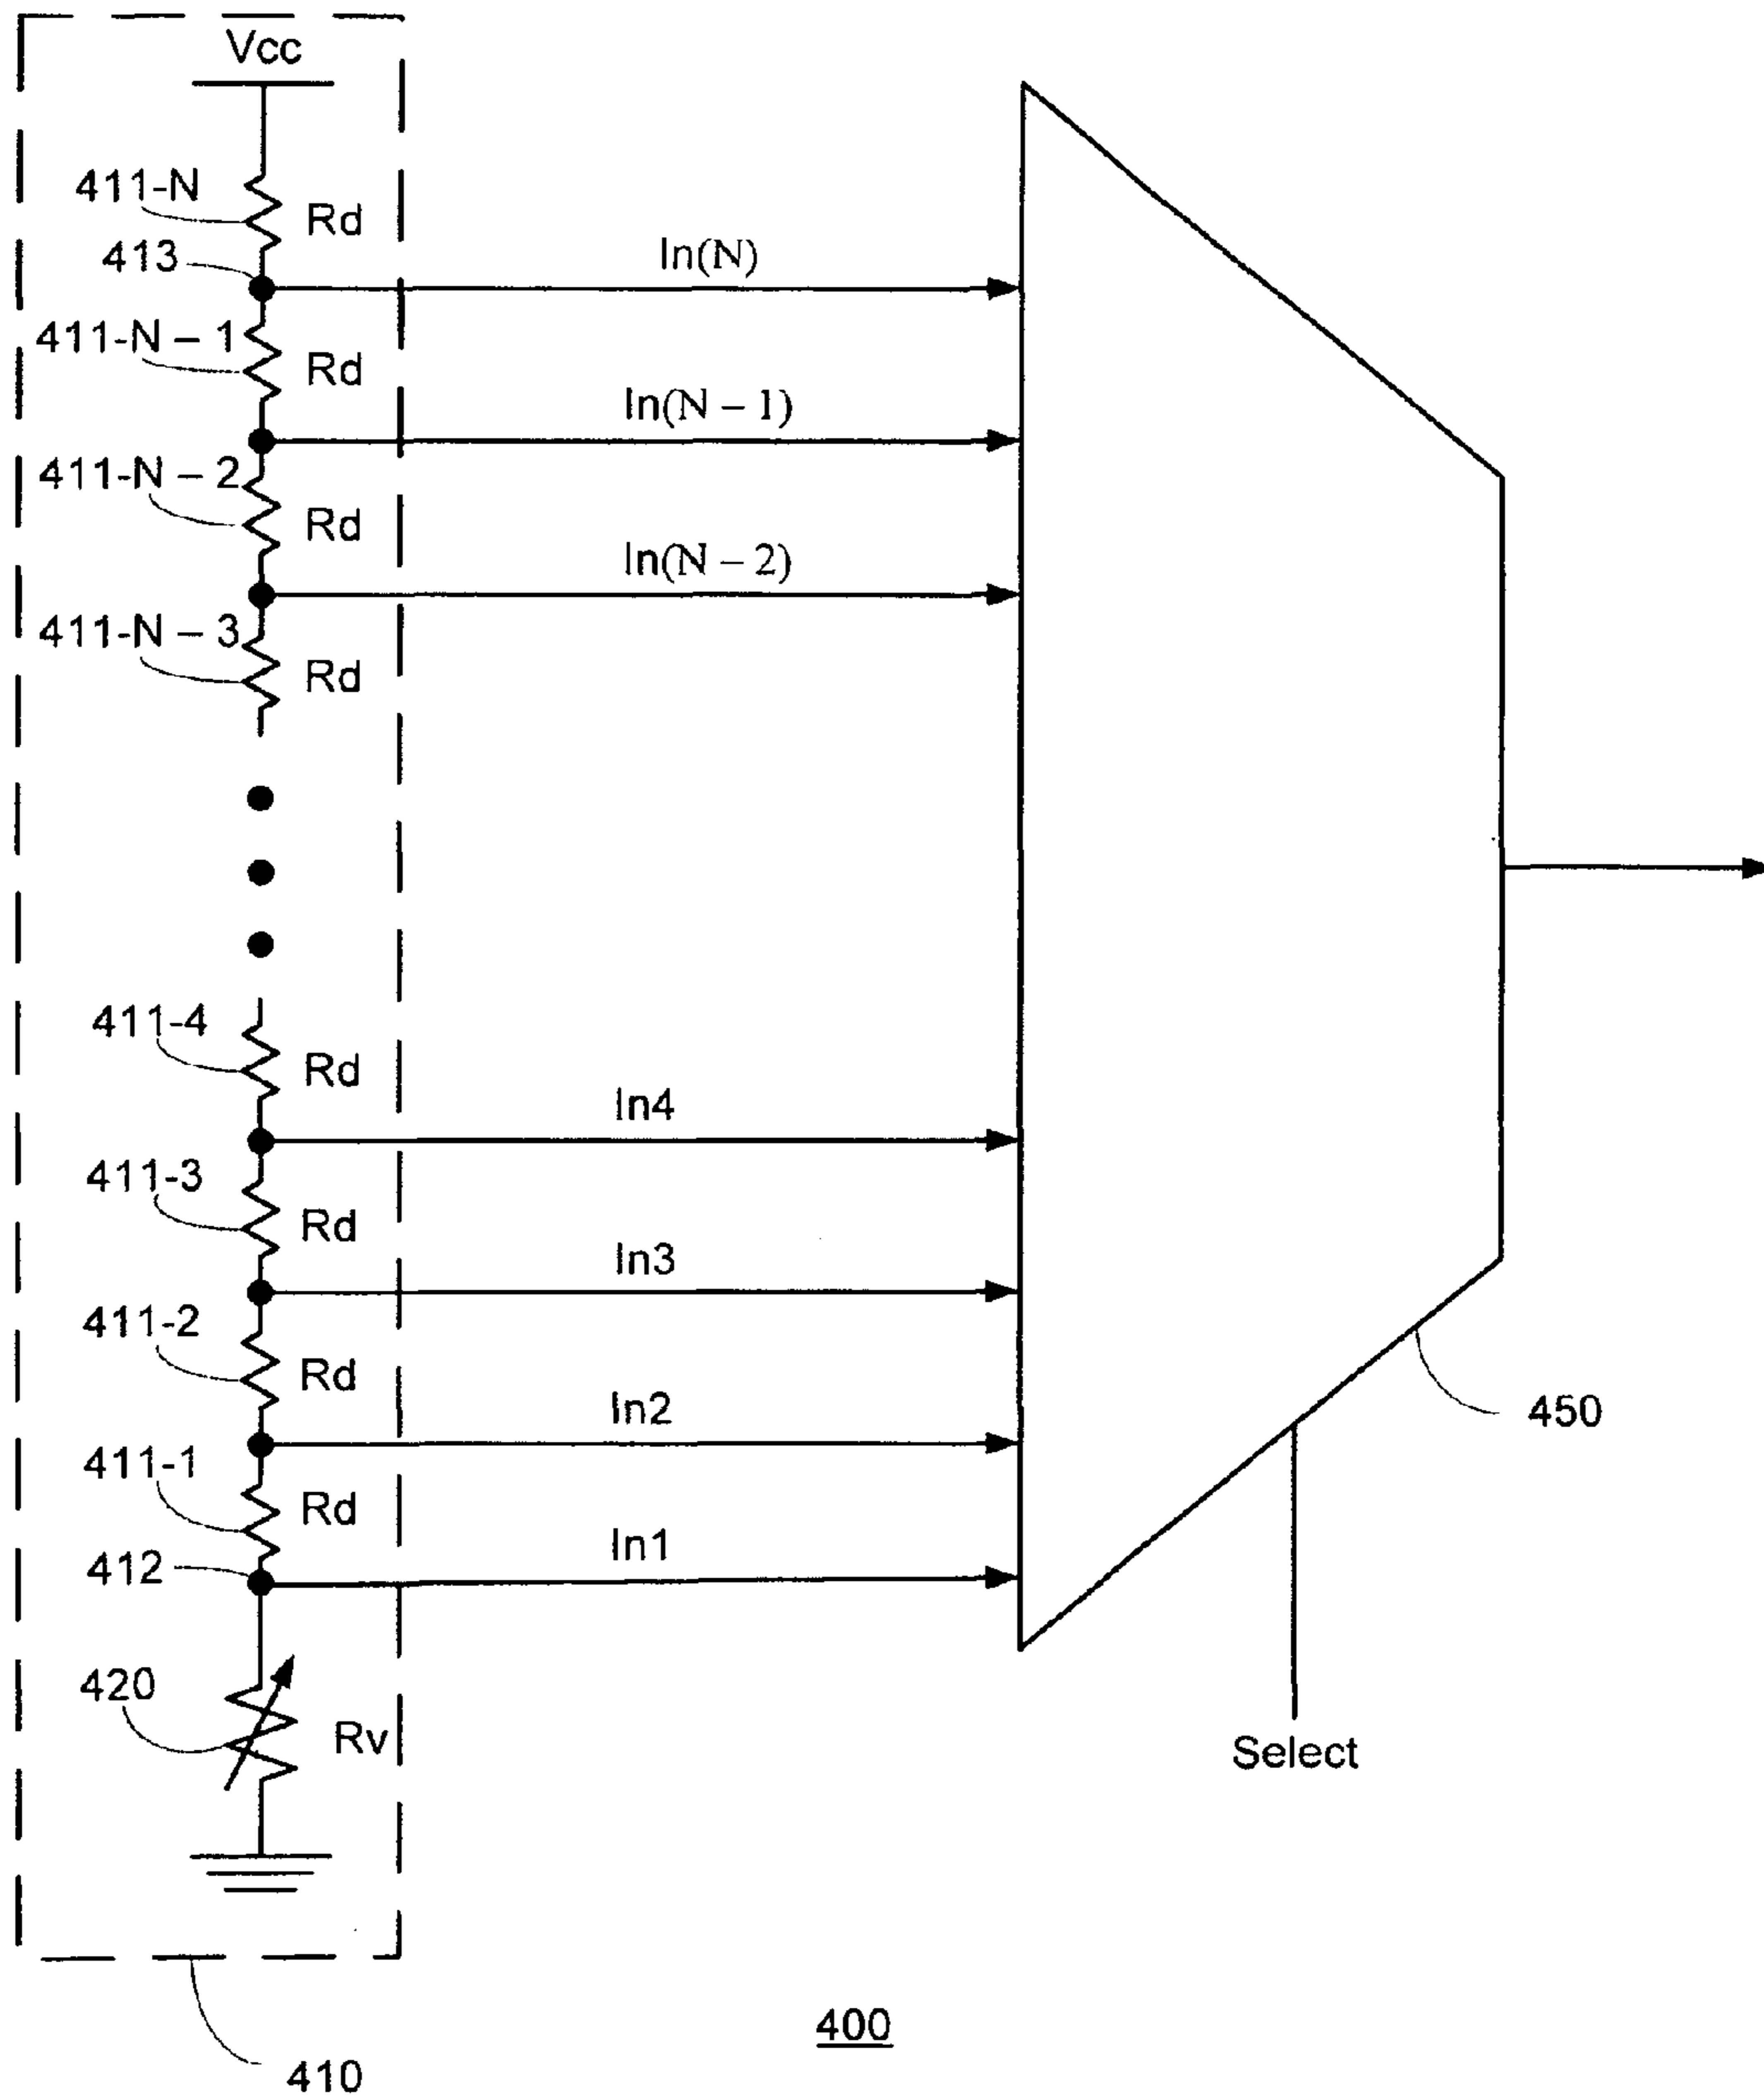 Vcc
411-N
Rd
413
In(N)
411-N – 1
Rd
In(N – 1)
411-N – 2
Rd
In(N – 2)
411-N – 3
Rd
411-4
Rd
In4
411-3
Rd
In3
411-2
Rd
In2
450
411-1
Rd
In1
412
420
Rv
Select
400
410